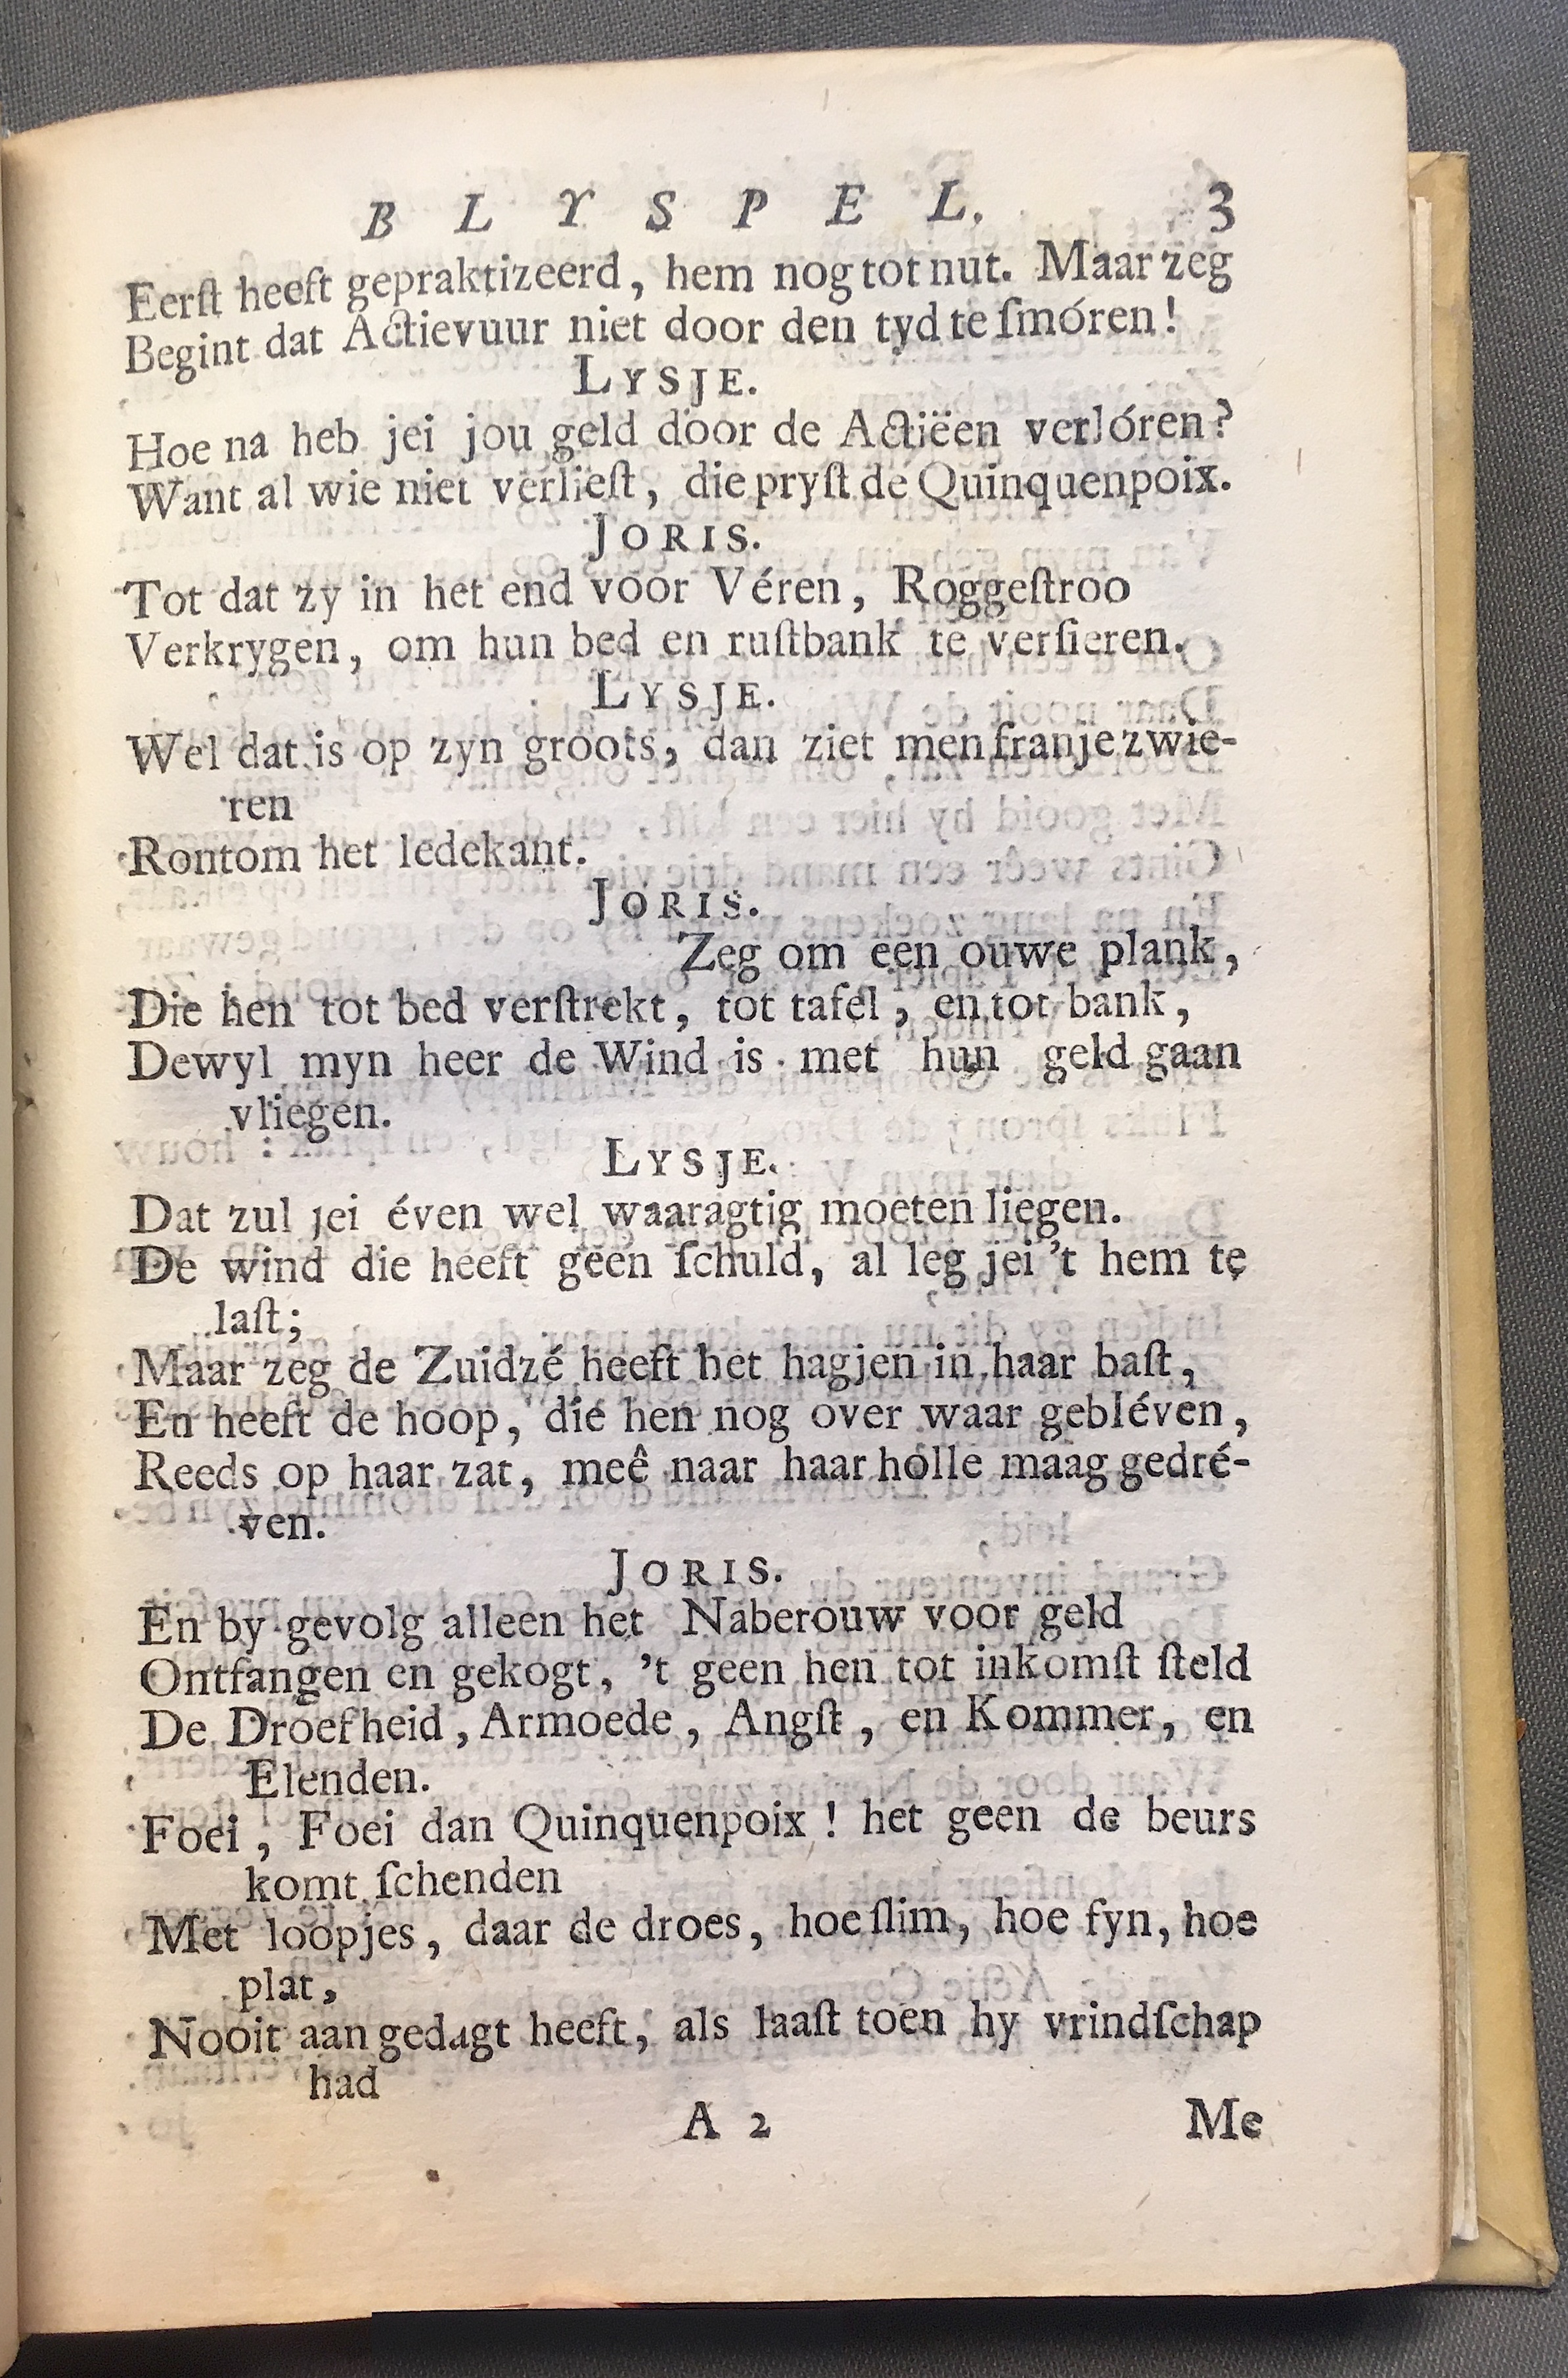 B L Y S P E L. 3
Eerſt heeft gepraktizeerd, hem nog tot nut. Maar zeg
Begint dat Actievuur niet door den tyd te ſmóren!
LYSJE.
Hoe na heb jei jou geld door de Actiëen verlóren?
Want al wie niet verlieſt, die pryſt de Quinquenpoix.
JORIS.
Tot dat zy in het end voor Véren, Roggeſtroo
Verkrygen, om hun bed en ruſtbank te verſieren.
LYSJE.
Wel dat is op zyn groots, dan ziet men franje zwie-
ren
Rontom het ledekant.
JORIS.
Zeg om een ouwe plank,
Die hen tot bed verſtrekt, tot tafel, en tot bank,
Dewyl myn heer de Wind is met hun geld gaan
vliegen.
LYSJE.
Dat zul jei éven wel waaragtig moeten liegen.
De wind die heeft geen ſchuld, al leg jei 't hem te
laſt;
Maar zeg de Zuidzé heeft het hagjen in haar baſt,
En heeft de hoop, die hen nog over waar gebléven,
Reeds op haar zat, meê naar haar holle maag gedré-
ven.
JORIS.
En by gevolg alleen het Naberouw voor geld
Ontfangen en gekogt, 't geen hen tot inkomſt ſteld
De Droefheid, Armoede, Angſt, en Kommer, en
Elenden.
Foei, Foei dan Quinquenpoix! het geen de beurs
komt ſchenden
Met loopjes, daar de droes, hoe ſlim, hoe fyn, hoe
plat,
Nooit aan gedagt heeft, als laaſt toen hy vrindſchap
had
A 2 Me